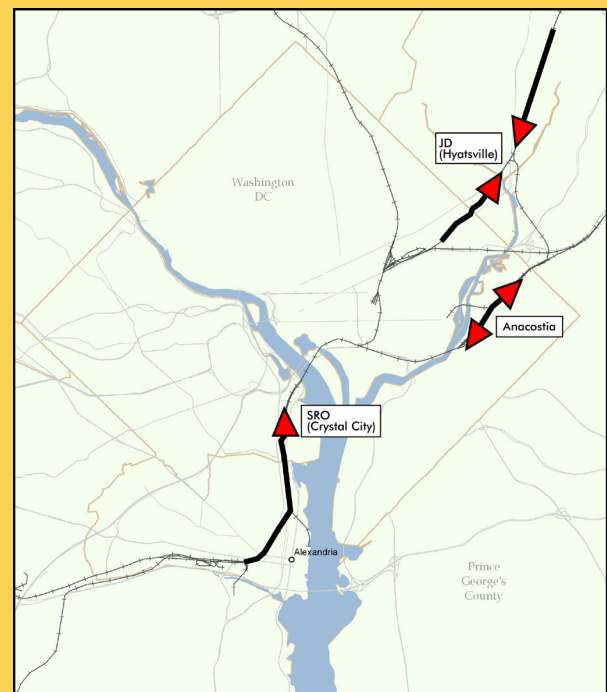 JD
(Hyatsville)
Washington
DC
Anacostia
SRO
(Crystal City)
Alexandria
Prince
George's
County